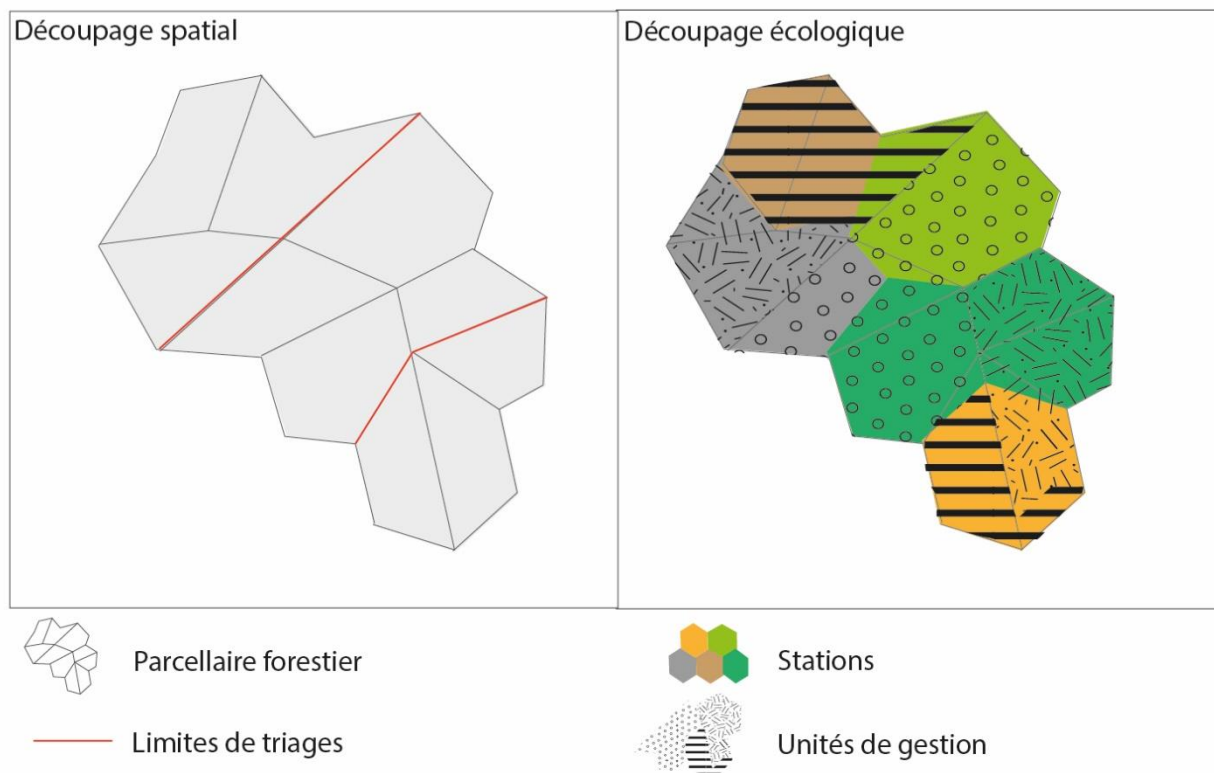 Découpage spatial
Découpage écologique
Parcellaire forestier
Stations
Limites de triages
Unités de gestion